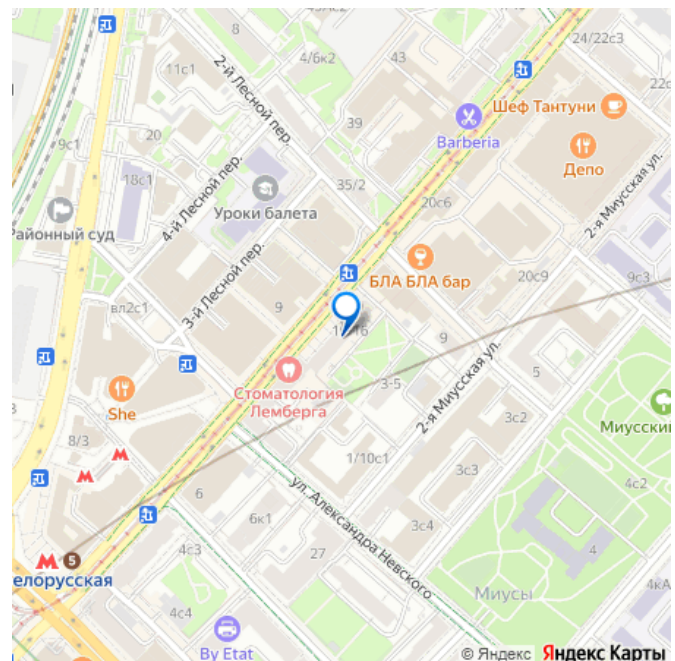 8
4/6к2
43
24/22с3
11с1
2-й Лесной пер.
Шеф Тантуни
Barberia
39
20
9с1
Депо
4-й Лесной пер.
18с1
35/2
Уроки балета
20с6
2-я Миусская ул.
Районный суд
3-й Лесной пер.
БЛА БЛА бар
20с9
9с3
вл2с1
9
9
Стоматология
Лемберга
3-5
5
She
2-я Миусская ул.
3с2
Миусский
8/3
1/10с1
3с3
4с2
6
ул. Александра Невского
6к1
3с4
4с3
27
4
5
елорусская
Миусы
4кА
4с4
By Etat
© Яндекс Яндекс Карты